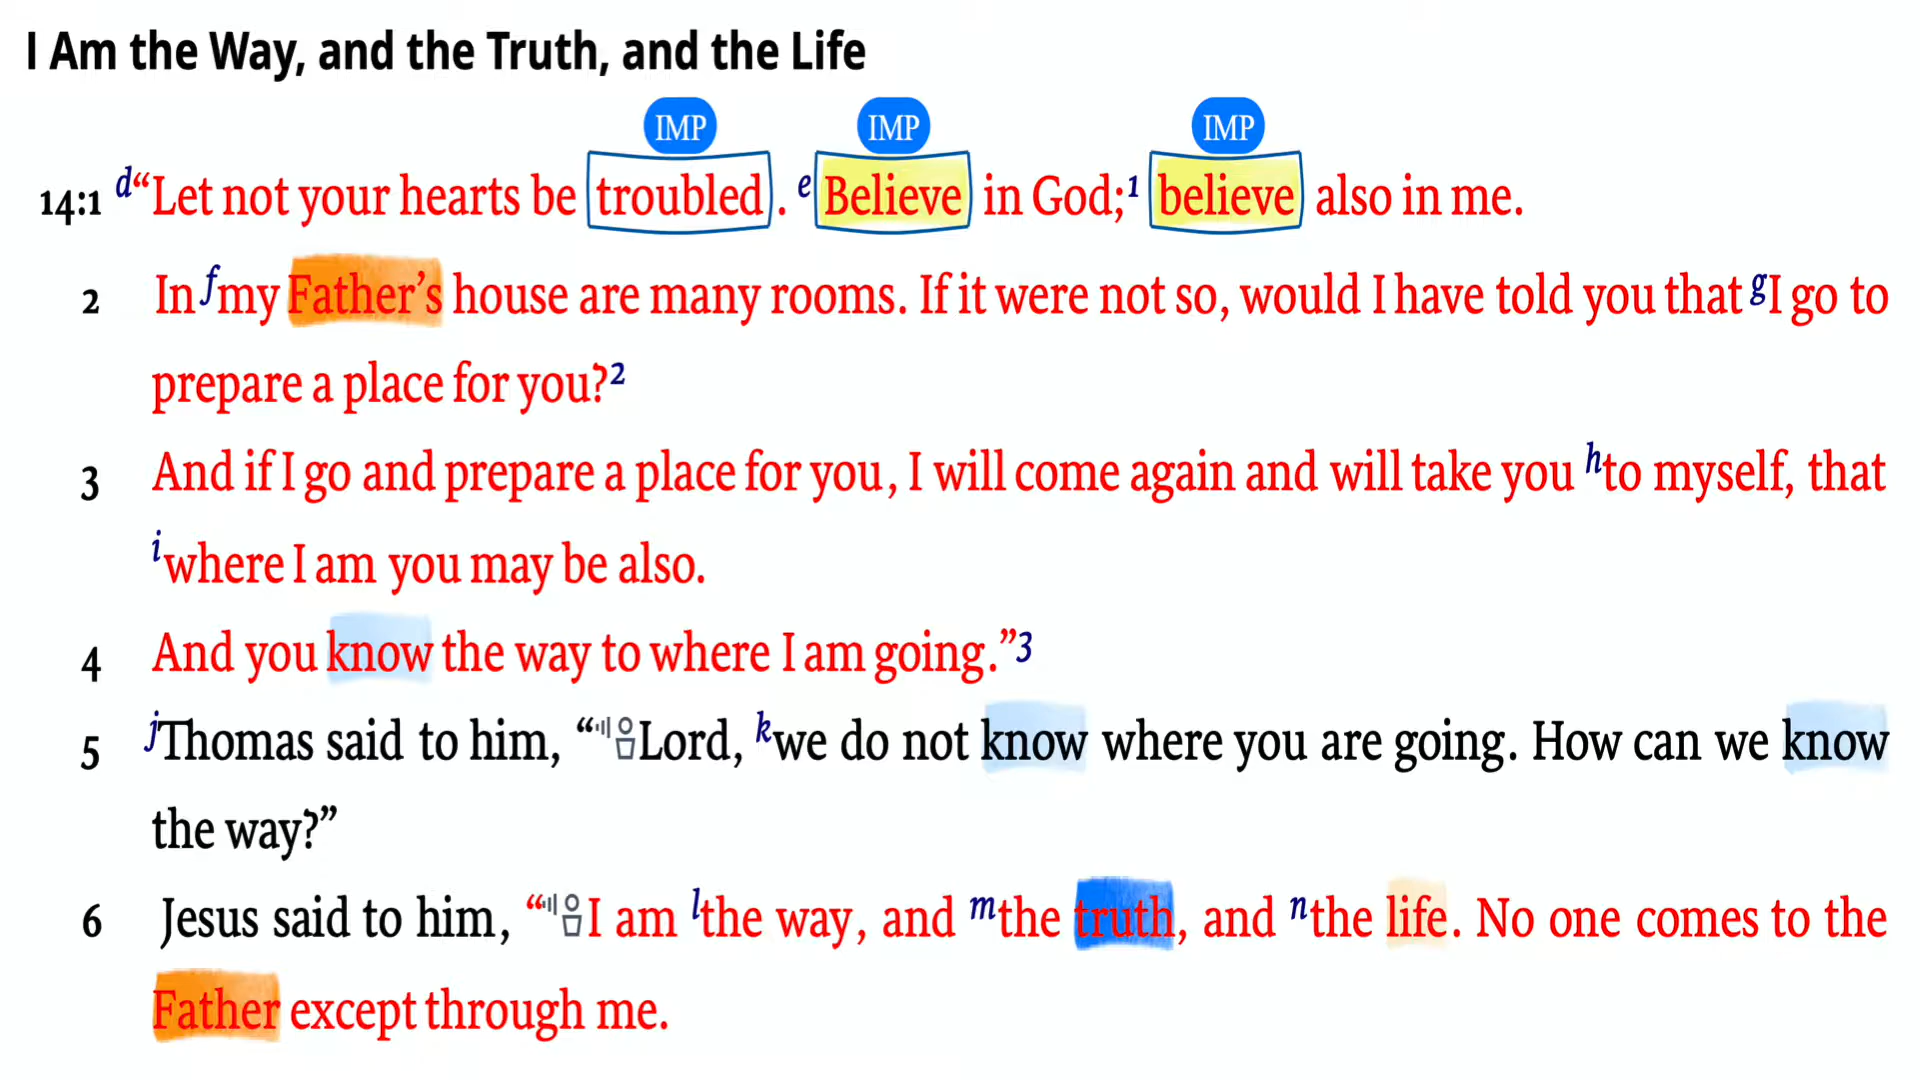 I Am the Way, and the Truth, and the Life
IMP IMP IMP
14:1 d“Let not your hearts be troubled. eBelieve in God;1 believe also in me.
2 In fmy Father’s house are many rooms. If it were not so, would I have told you that gI go to
prepare a place for you?2
3 And if I go and prepare a place for you, I will come again and will take you hto myself, that
iwhere I am you may be also.
4 And you know the way to where I am going.”3
5 jThomas said to him, “Lord, kwe do not know where you are going. How can we know
the way?”
6 Jesus said to him, “I am lthe way, and mthe truth, and nthe life. No one comes to the
Father except through me.